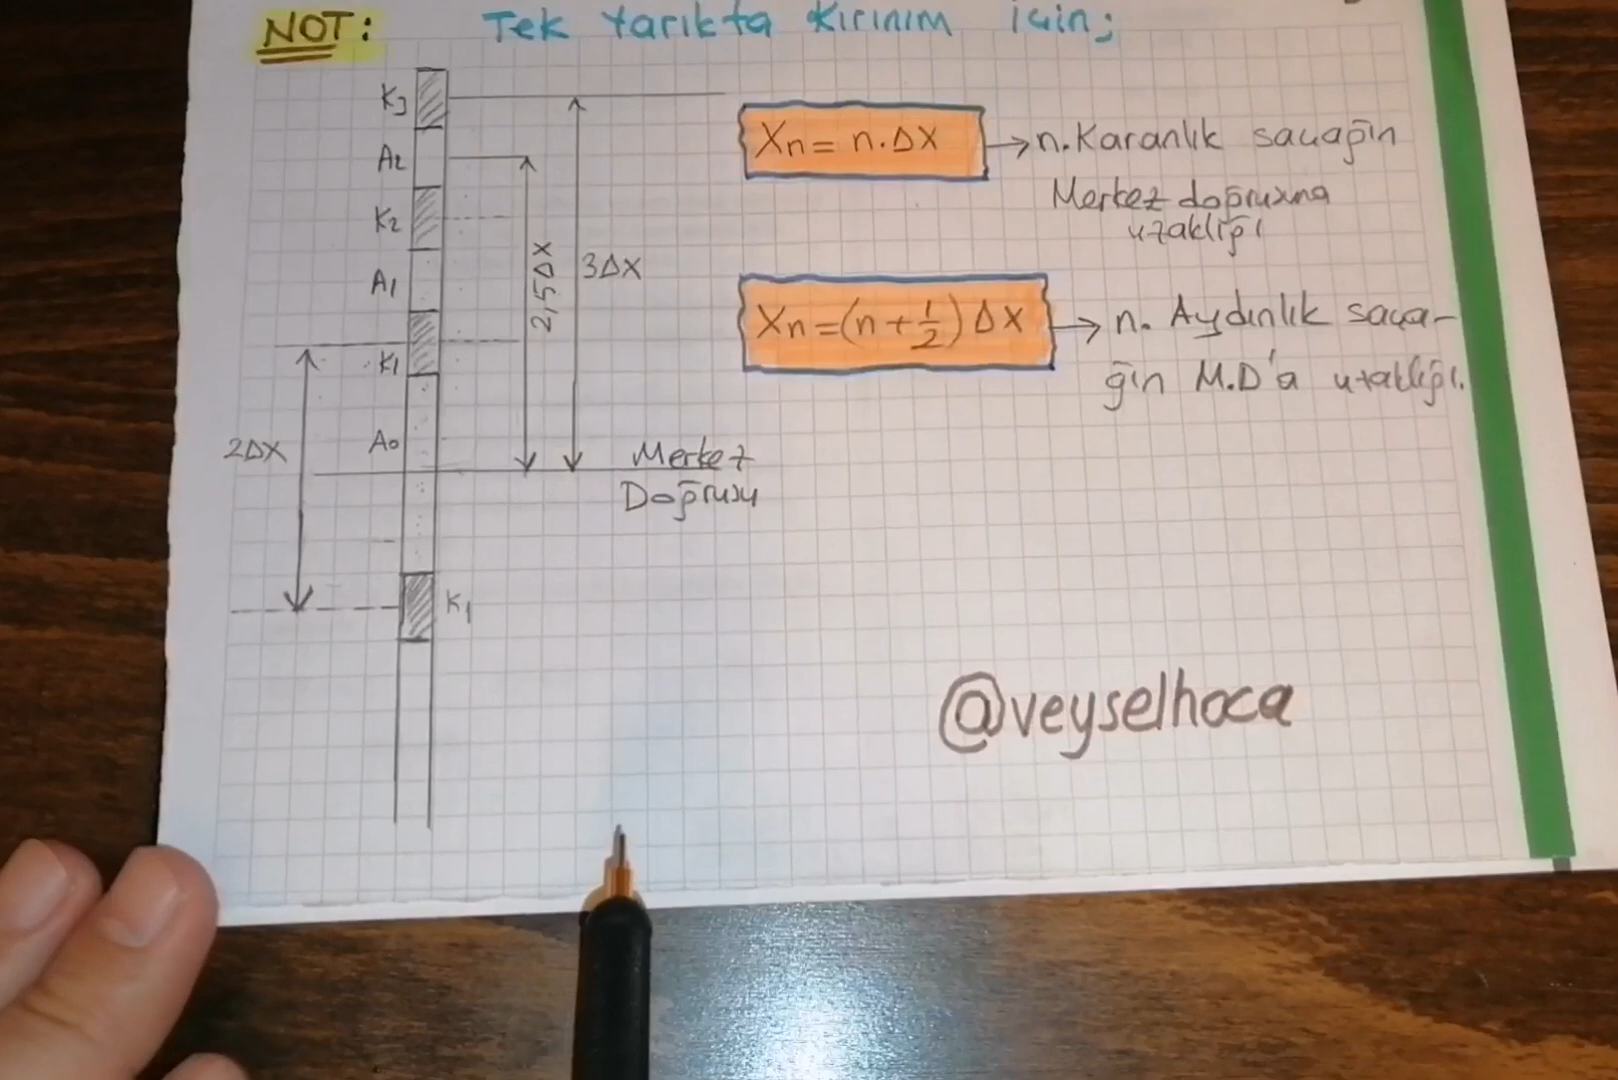 NOT: Tek Yarıkta Kırınım için;
K3
A2
K2
A1
K1
A0
K1
2ΔX
2,5ΔX
3ΔX
Merkez
Doğrusu
Xn = n.ΔX → n. Karanlık saçağın
Merkez doğrusuna
uzaklığı
Xn = (n + 1/2) ΔX → n. Aydınlık saça-
ğın M.D'a uzaklığı.
@veyselhoca